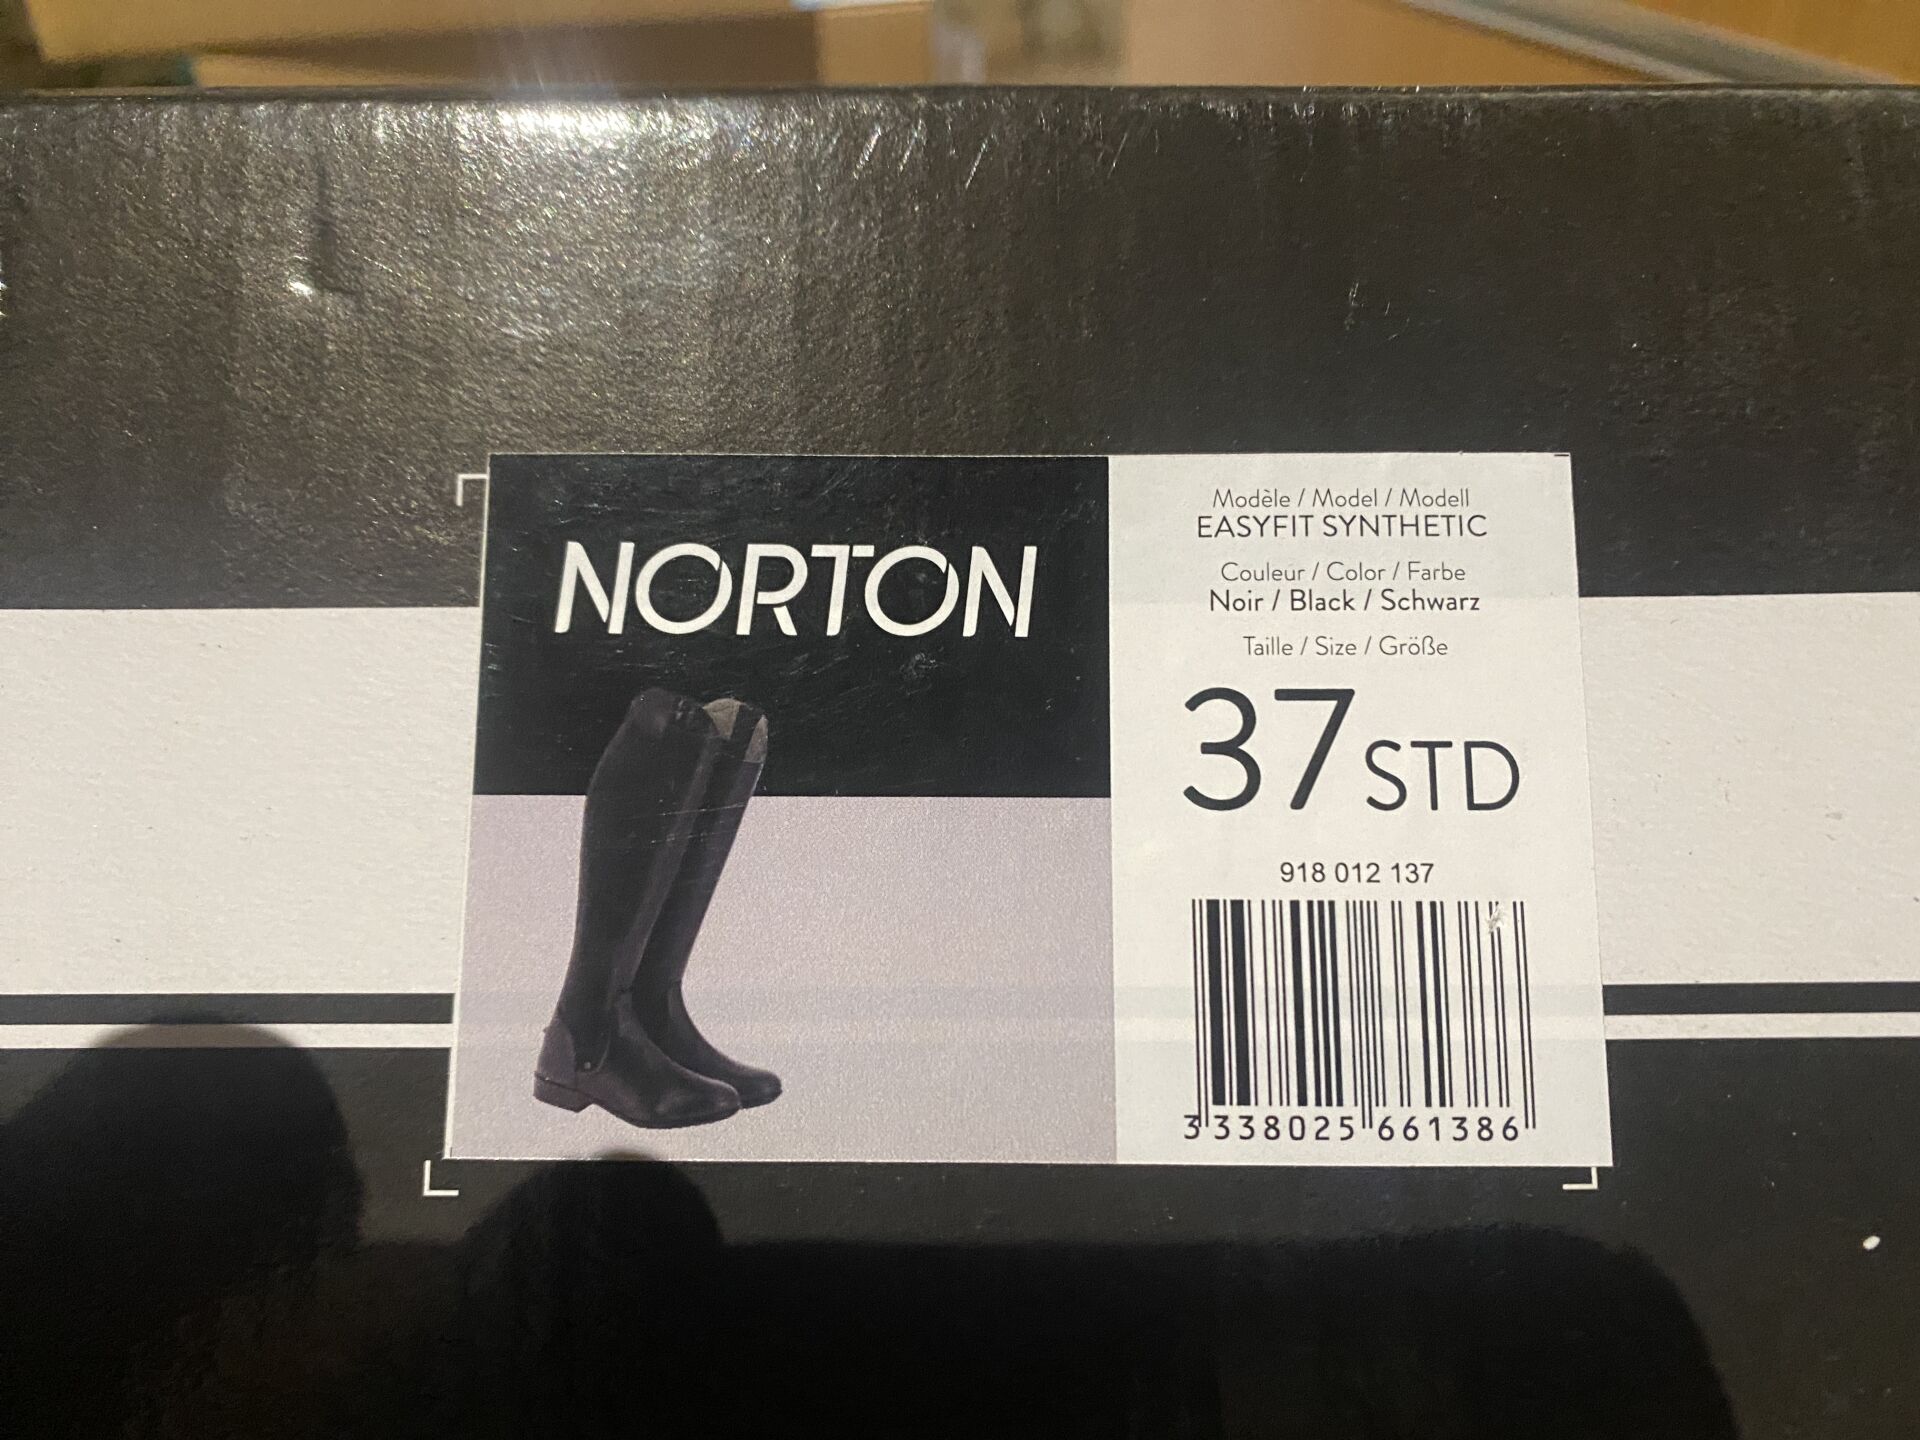 NORTON
Modèle / Model / Modell
EASYFIT SYNTHETIC
Couleur / Color / Farbe
Noir / Black / Schwarz
Taille / Size / Größe
37 STD
918 012 137
3 338025 661386